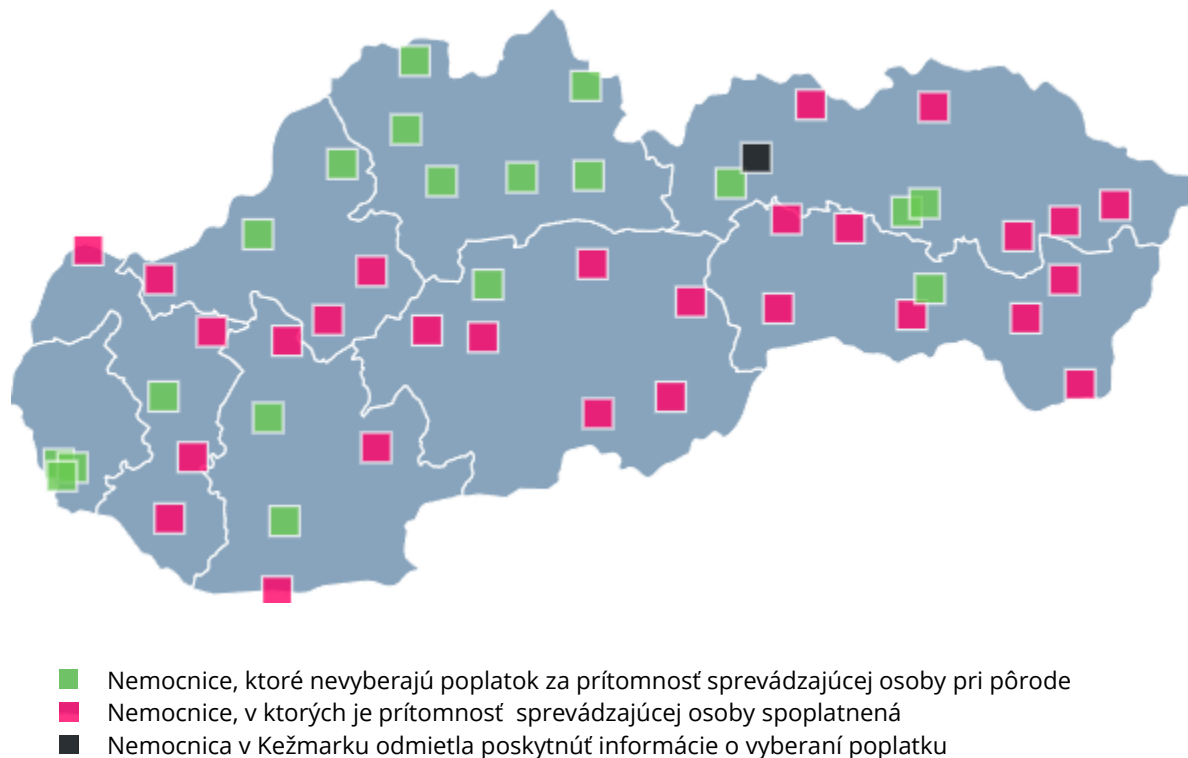 Nemocnice, ktoré nevyberajú poplatok za prítomnosť sprevádzajúcej osoby pri pôrode
Nemocnice, v ktorých je prítomnosť  sprevádzajúcej osoby spoplatnená
Nemocnica v Kežmarku odmietla poskytnúť informácie o vyberaní poplatku